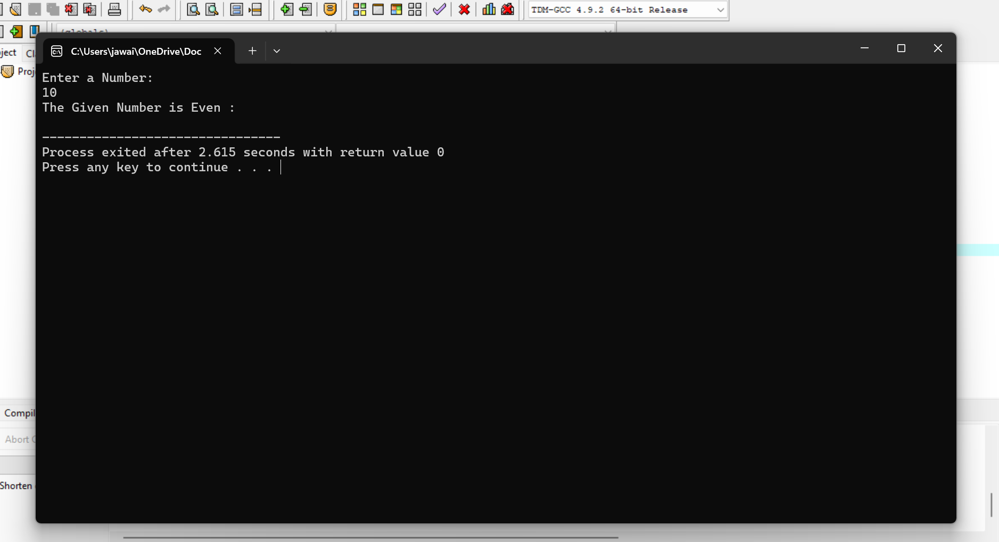 TDM-GCC 4.9.2 64-bit Release
(globals)
C:\Users\jawai\OneDrive\Doc
Enter a Number:
10
The Given Number is Even :
--------------------------------
Process exited after 2.615 seconds with return value 0
Press any key to continue . . .
ject Cl
Proj
Compil
Abort
Shorten